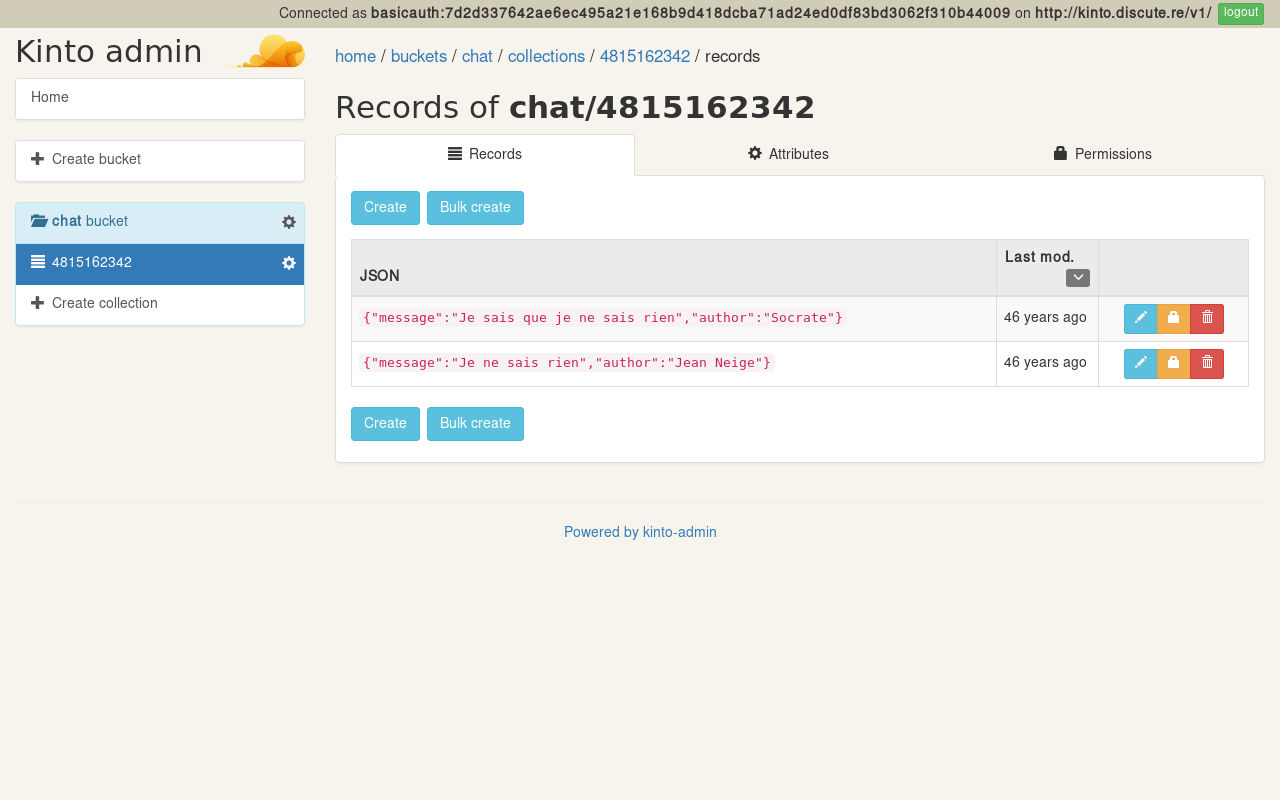 Connected as basicauth:7d2d337642ae6ec495a21e168b9d418dcba71ad24ed0df83bd3062f310b44009 on http://kinto.discute.re/v1/ logout
Kinto admin
Home
Create bucket
chat bucket
4815162342
Create collection
home / buckets / chat / collections / 4815162342 / records
Records of chat/4815162342
Records Attributes Permissions
Create Bulk create
JSON Last mod.
{"message":"Je sais que je ne sais rien","author":"Socrate"} 46 years ago
{"message":"Je ne sais rien","author":"Jean Neige"} 46 years ago
Create Bulk create
Powered by kinto-admin